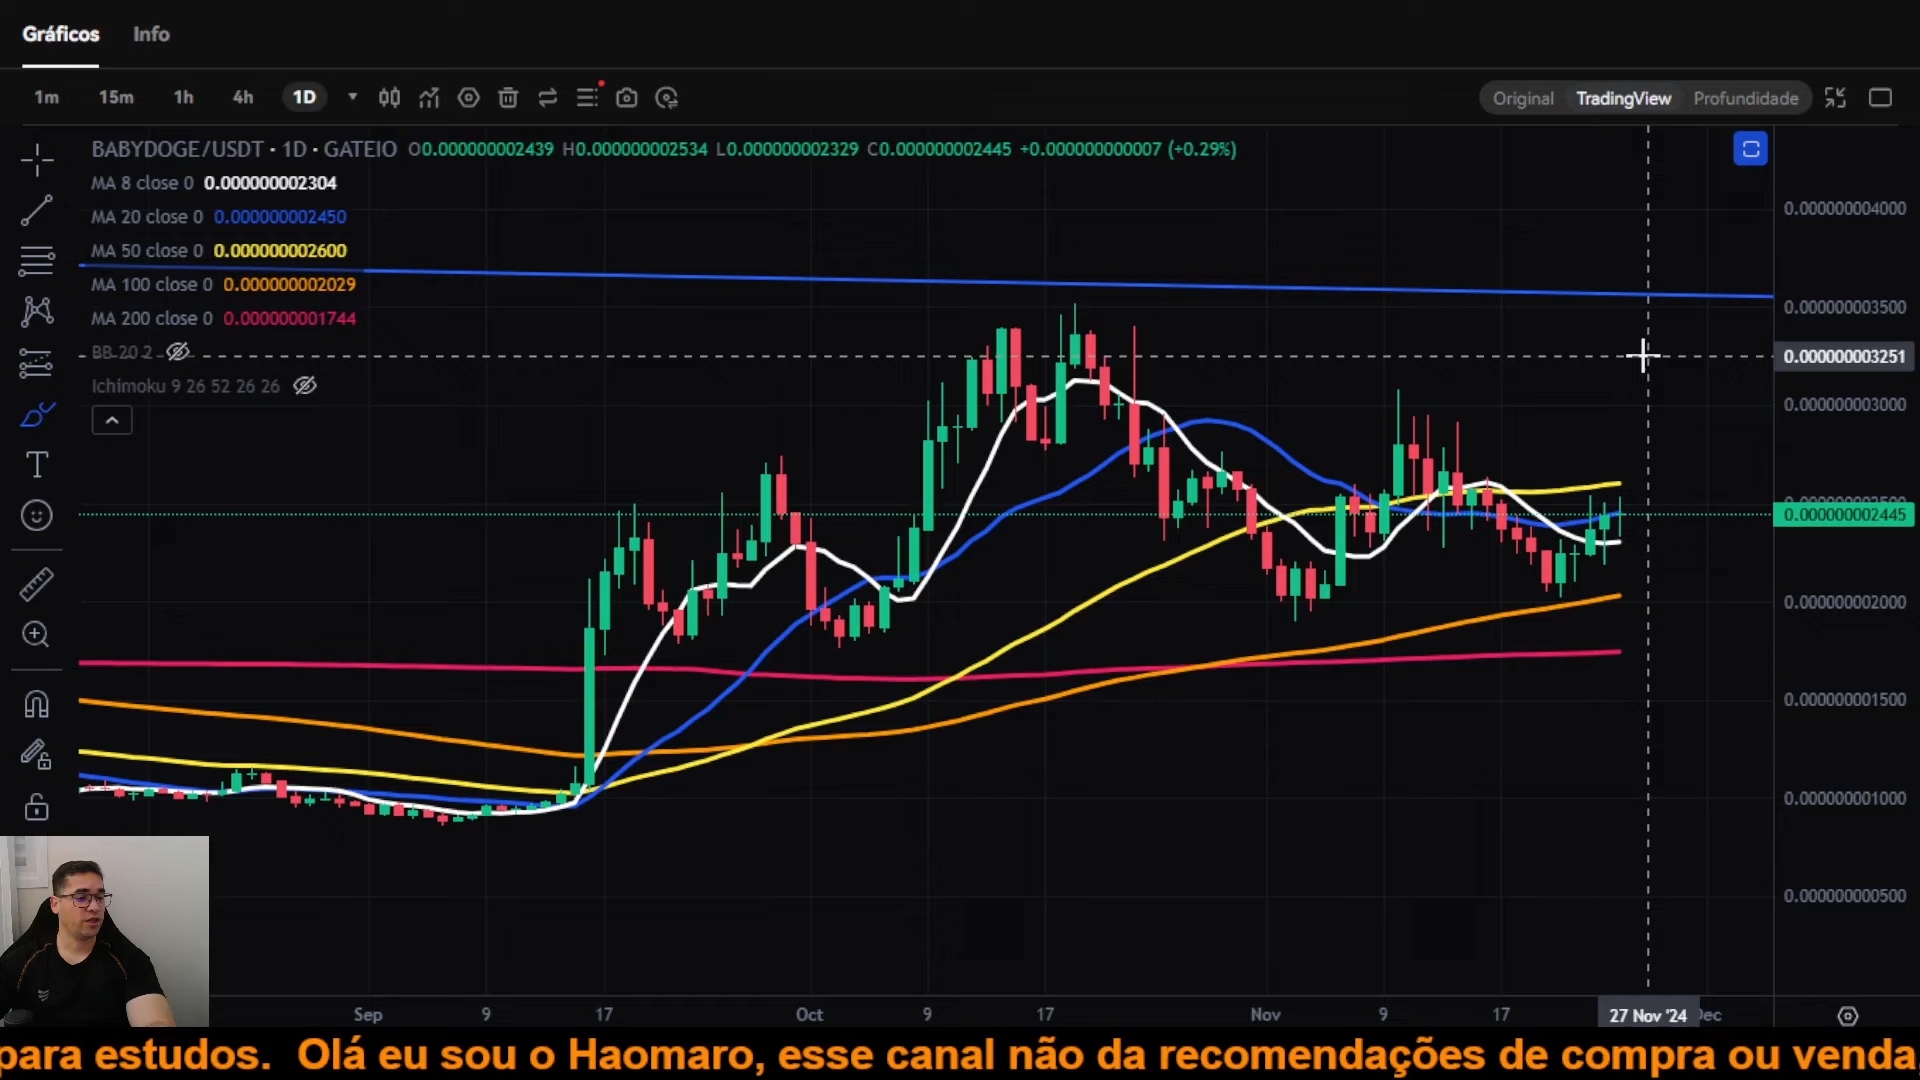 Gráficos Info
1m 15m 1h 4h 1D Original TradingView Profundidade
BABYDOGE/USDT · 1D · GATEIO O0.000000002439 H0.000000002534 L0.000000002329 C0.000000002445 +0.000000000007 (+0.29%)
MA 8 close 0 0.000000002304
MA 20 close 0 0.000000002450
MA 50 close 0 0.000000002600
MA 100 close 0 0.000000002029
MA 200 close 0 0.000000001744
BB 20 2
Ichimoku 9 26 52 26 26
0.000000004000
0.000000003500
0.000000003251
0.000000003000
0.000000002445
0.000000002000
0.000000001500
0.000000001000
0.000000000500
Sep 9 17 Oct 9 17 Nov 9 17 27 Nov '24 Dec
para estudos. Olá eu sou o Haomaro, esse canal não da recomendações de compra ou venda